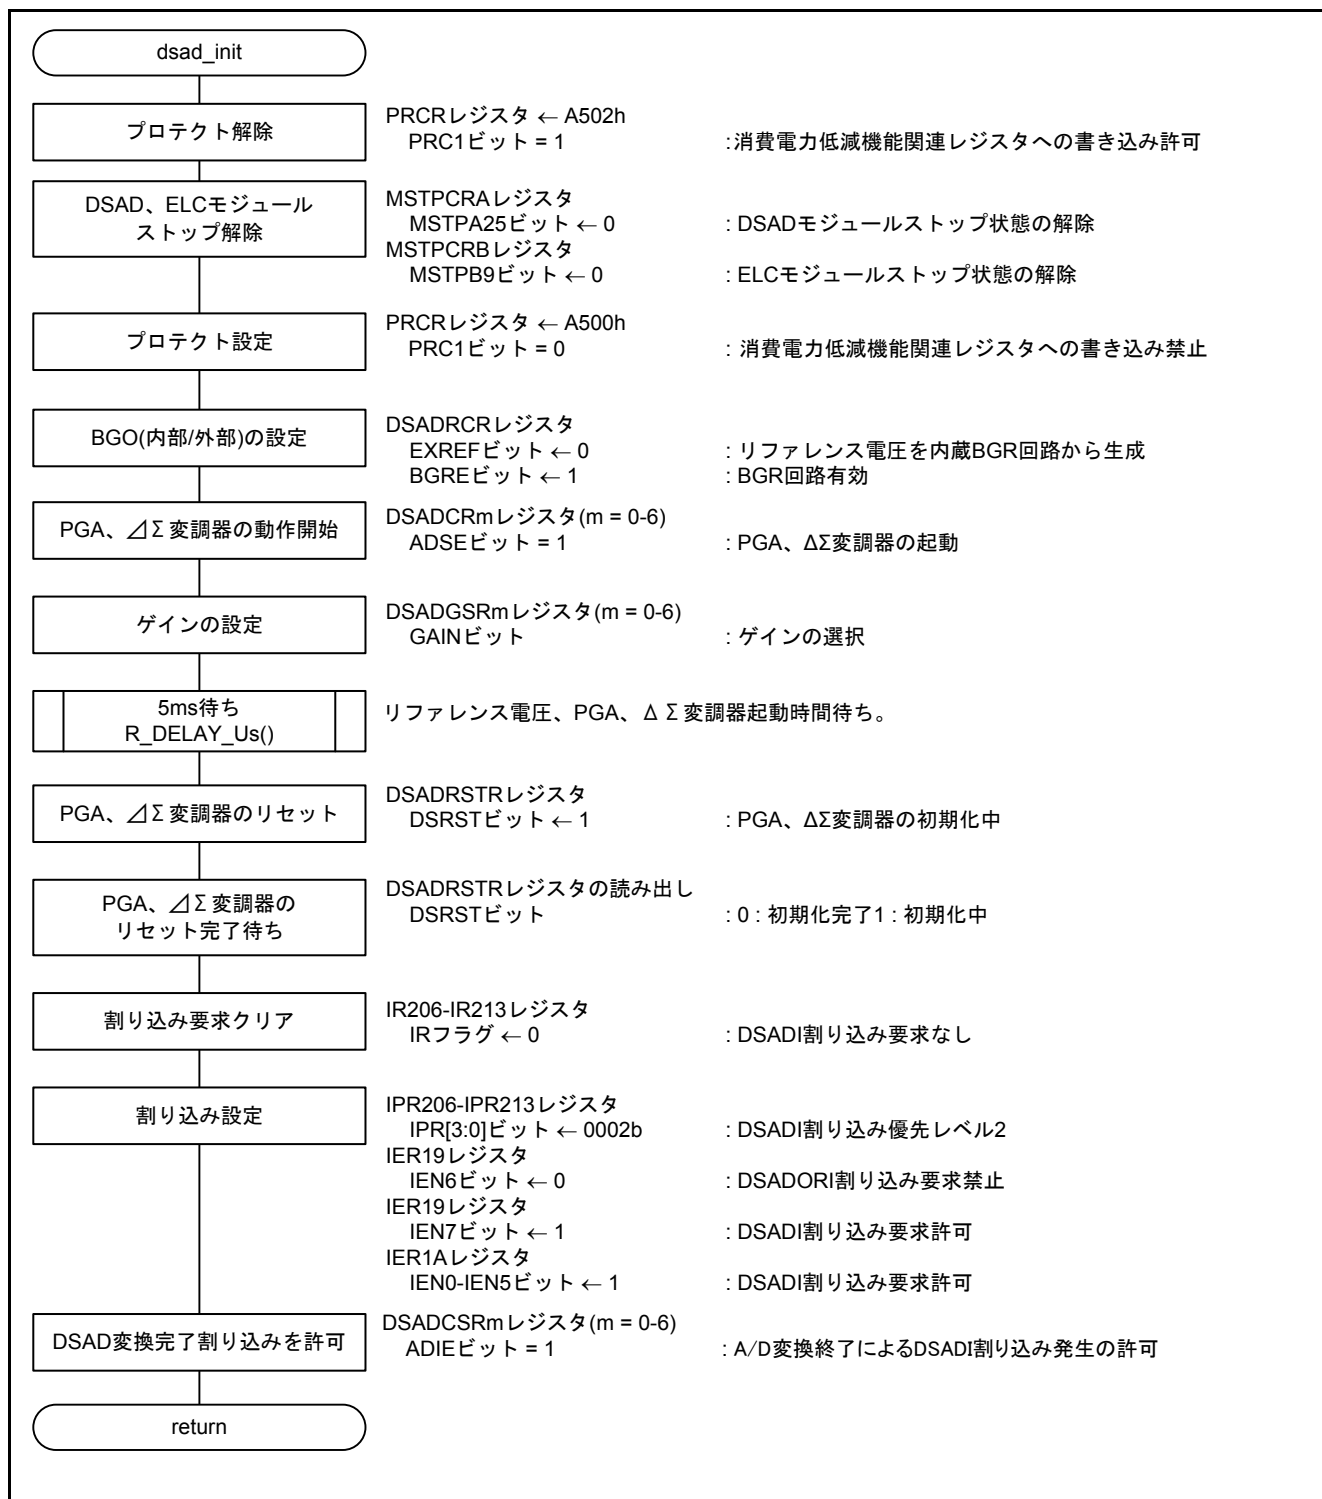 dsad_init
プロテクト解除
PRCRレジスタ ← A502h
PRC1ビット = 1 :消費電力低減機能関連レジスタへの書き込み許可
DSAD、ELCモジュール
ストップ解除
MSTPCRAレジスタ
MSTPA25ビット ← 0 : DSADモジュールストップ状態の解除
MSTPCRBレジスタ
MSTPB9ビット ← 0 : ELCモジュールストップ状態の解除
プロテクト設定
PRCRレジスタ ← A500h
PRC1ビット = 0 : 消費電力低減機能関連レジスタへの書き込み禁止
BGO(内部/外部)の設定
DSADRCRレジスタ
EXREFビット ← 0 : リファレンス電圧を内蔵BGR回路から生成
BGREビット ← 1 : BGR回路有効
PGA、⊿Σ変調器の動作開始
DSADCRmレジスタ(m = 0-6)
ADSEビット = 1 : PGA、ΔΣ変調器の起動
ゲインの設定
DSADGSRmレジスタ(m = 0-6)
GAINビット : ゲインの選択
5ms待ち
R_DELAY_Us()
リファレンス電圧、PGA、ΔΣ変調器起動時間待ち。
PGA、⊿Σ変調器のリセット
DSADRSTRレジスタ
DSRSTビット ← 1 : PGA、ΔΣ変調器の初期化中
PGA、⊿Σ変調器の
リセット完了待ち
DSADRSTRレジスタの読み出し
DSRSTビット : 0 : 初期化完了1 : 初期化中
割り込み要求クリア
IR206-IR213レジスタ
IRフラグ ← 0 : DSADI割り込み要求なし
割り込み設定
IPR206-IPR213レジスタ
IPR[3:0]ビット ← 0002b : DSADI割り込み優先レベル2
IER19レジスタ
IEN6ビット ← 0 : DSADORI割り込み要求禁止
IER19レジスタ
IEN7ビット ← 1 : DSADI割り込み要求許可
IER1Aレジスタ
IEN0-IEN5ビット ← 1 : DSADI割り込み要求許可
DSAD変換完了割り込みを許可
DSADCSRmレジスタ(m = 0-6)
ADIEビット = 1 : A/D変換終了によるDSADI割り込み発生の許可
return